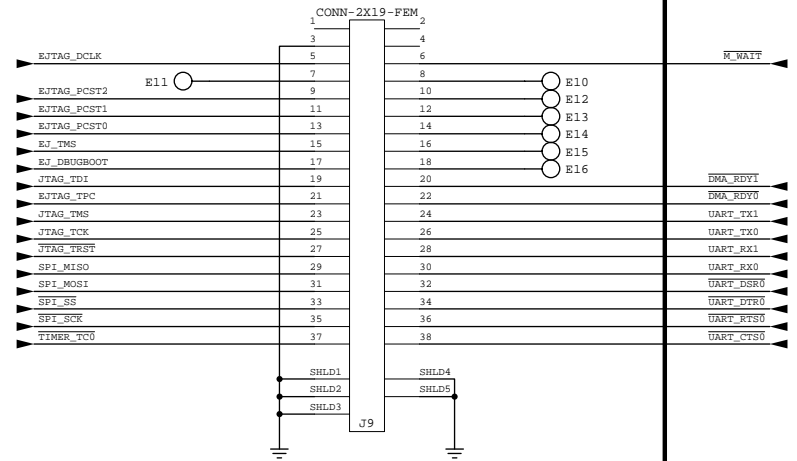 CONN-2X19-FEM
1 2
3 4
EJTAG_DCLK 5 6 M_WAIT
E11 7 8 E10
EJTAG_PCST2 9 10 E12
EJTAG_PCST1 11 12 E13
EJTAG_PCST0 13 14 E14
EJ_TMS 15 16 E15
EJ_DBUGBOOT 17 18 E16
JTAG_TDI 19 20 DMA_RDY1
EJTAG_TPC 21 22 DMA_RDY0
JTAG_TMS 23 24 UART_TX1
JTAG_TCK 25 26 UART_TX0
JTAG_TRST 27 28 UART_RX1
SPI_MISO 29 30 UART_RX0
SPI_MOSI 31 32 UART_DSR0
SPI_SS 33 34 UART_DTR0
SPI_SCK 35 36 UART_RTS0
TIMER_TC0 37 38 UART_CTS0
SHLD1 SHLD4
SHLD2 SHLD5
SHLD3
J9